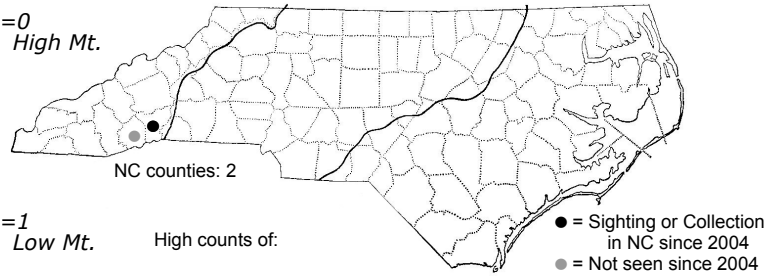 =0
High Mt.
NC counties: 2
=1
Low Mt.
High counts of:
● = Sighting or Collection
in NC since 2004
● = Not seen since 2004